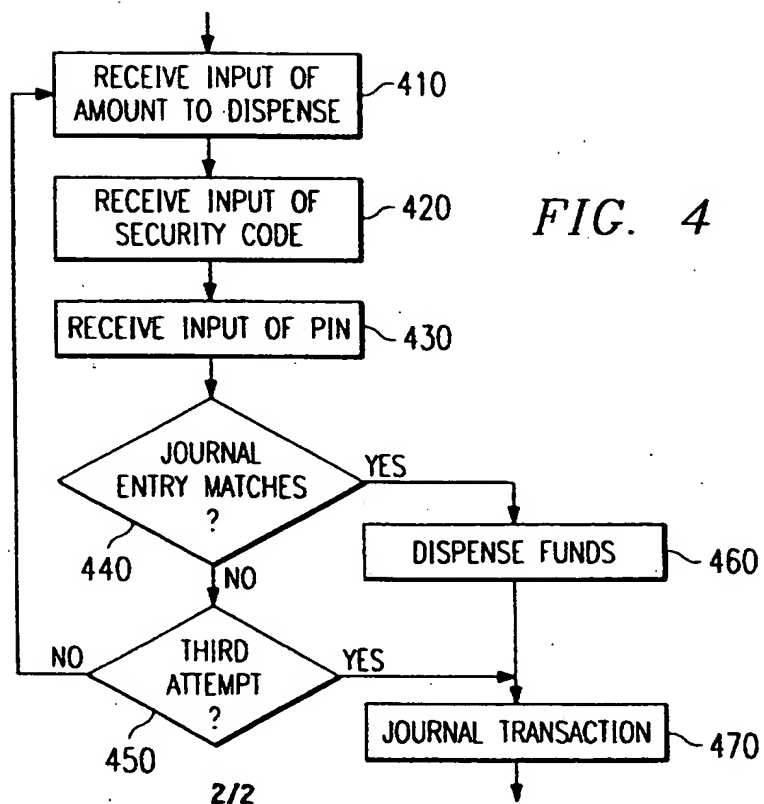 RECEIVE INPUT OF
AMOUNT TO DISPENSE
410
RECEIVE INPUT OF
SECURITY CODE
420
FIG. 4
RECEIVE INPUT OF PIN
430
JOURNAL
ENTRY MATCHES
?
YES
440
NO
DISPENSE FUNDS
460
THIRD
ATTEMPT
?
NO
YES
450
JOURNAL TRANSACTION
470
2/2